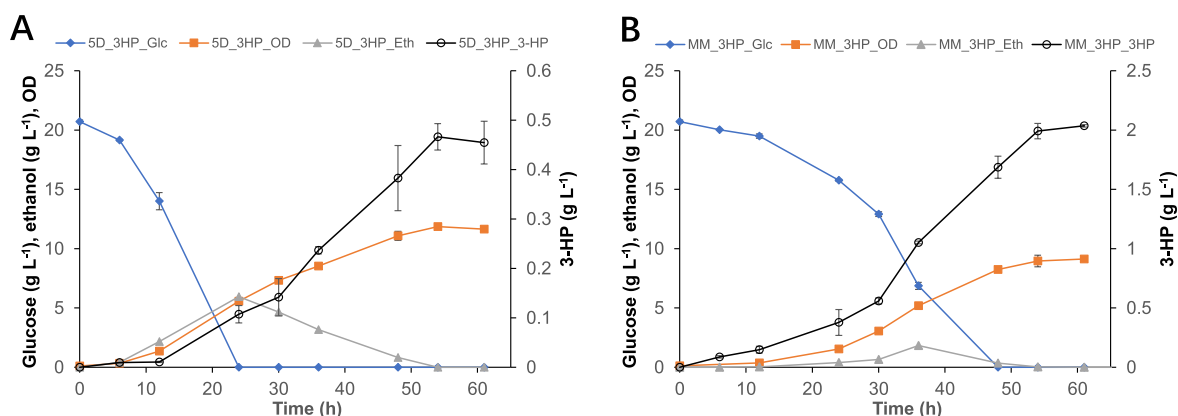 A
5D_3HP_Glc 5D_3HP_OD 5D_3HP_Eth 5D_3HP_3-HP
Glucose (g L-1), ethanol (g L-1), OD
25
20
15
10
5
0
0.6
0.5
0.4
0.3
0.2
0.1
0
3-HP (g L-1)
0 10 20 30 40 50 60
Time (h)
B
MM_3HP_Glc MM_3HP_OD MM_3HP_Eth MM_3HP_3HP
Glucose (g L-1), ethanol (g L-1), OD
25
20
15
10
5
0
2.5
2
1.5
1
0.5
0
3-HP (g L-1)
0 10 20 30 40 50 60
Time (h)